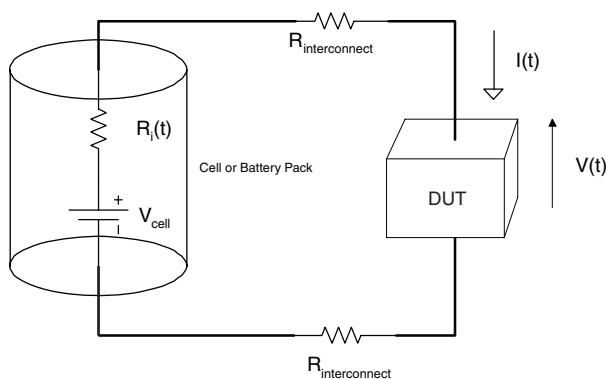 R_interconnect
I(t)
R_i(t)
Cell or Battery Pack
V(t)
DUT
+
V_cell
R_interconnect